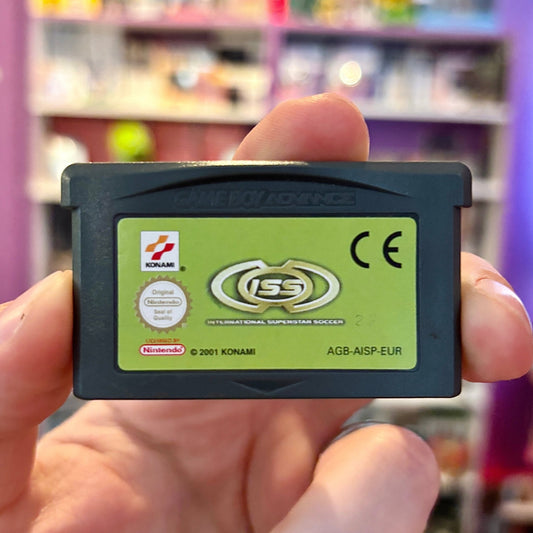 GAME BOY ADVANCE
KONAMI
CE
Original
Nintendo
Seal of
Quality
ISS
INTERNATIONAL SUPERSTAR SOCCER
LICENSED BY
Nintendo
© 2001 KONAMI
AGB-AISP-EUR